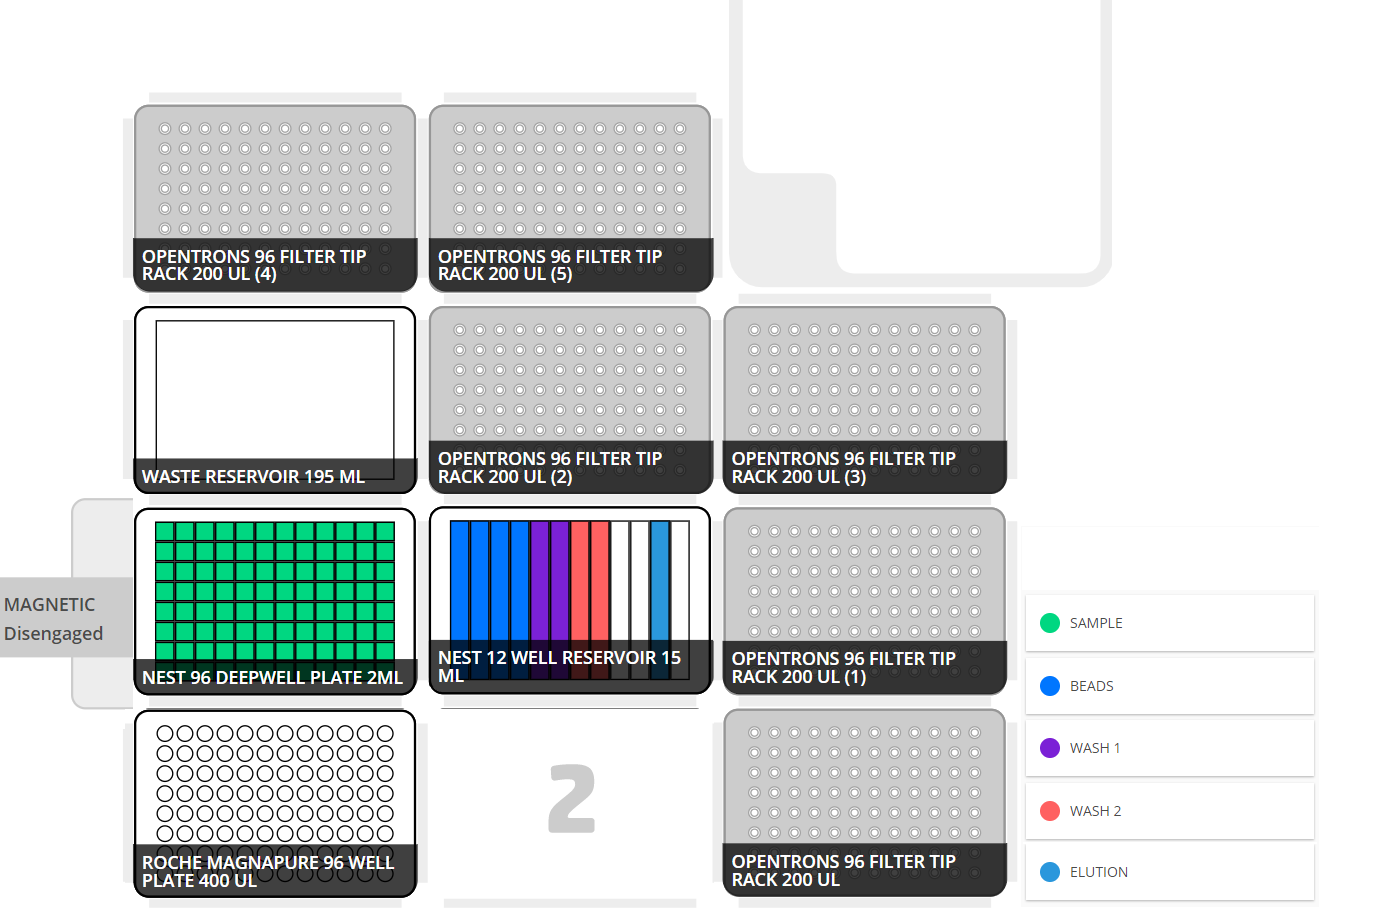 OPENTRONS 96 FILTER TIP
RACK 200 UL (4)
OPENTRONS 96 FILTER TIP
RACK 200 UL (5)
WASTE RESERVOIR 195 ML
OPENTRONS 96 FILTER TIP
RACK 200 UL (2)
OPENTRONS 96 FILTER TIP
RACK 200 UL (3)
MAGNETIC
Disengaged
NEST 96 DEEPWELL PLATE 2ML
NEST 12 WELL RESERVOIR 15
ML
OPENTRONS 96 FILTER TIP
RACK 200 UL (1)
ROCHE MAGNAPURE 96 WELL
PLATE 400 UL
2
OPENTRONS 96 FILTER TIP
RACK 200 UL
SAMPLE
BEADS
WASH 1
WASH 2
ELUTION